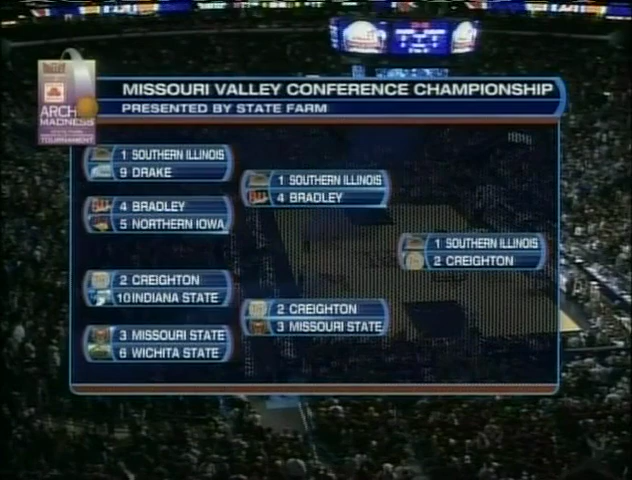 MISSOURI VALLEY CONFERENCE CHAMPIONSHIP
PRESENTED BY STATE FARM
VALLEY
ARCH
MADNESS
TOURNAMENT
1 SOUTHERN ILLINOIS
9 DRAKE
4 BRADLEY
5 NORTHERN IOWA
2 CREIGHTON
10 INDIANA STATE
3 MISSOURI STATE
6 WICHITA STATE
1 SOUTHERN ILLINOIS
4 BRADLEY
2 CREIGHTON
3 MISSOURI STATE
1 SOUTHERN ILLINOIS
2 CREIGHTON